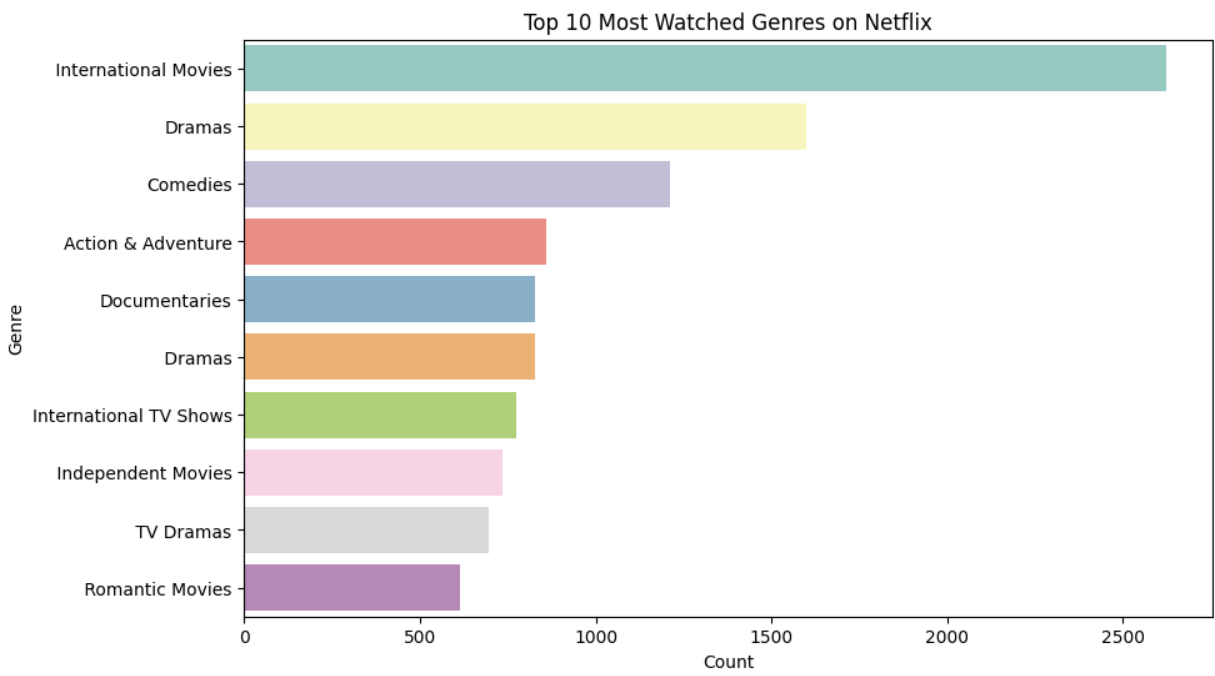 Top 10 Most Watched Genres on Netflix
International Movies
Dramas
Comedies
Action & Adventure
Documentaries
Dramas
International TV Shows
Independent Movies
TV Dramas
Romantic Movies
Genre
0 500 1000 1500 2000 2500
Count